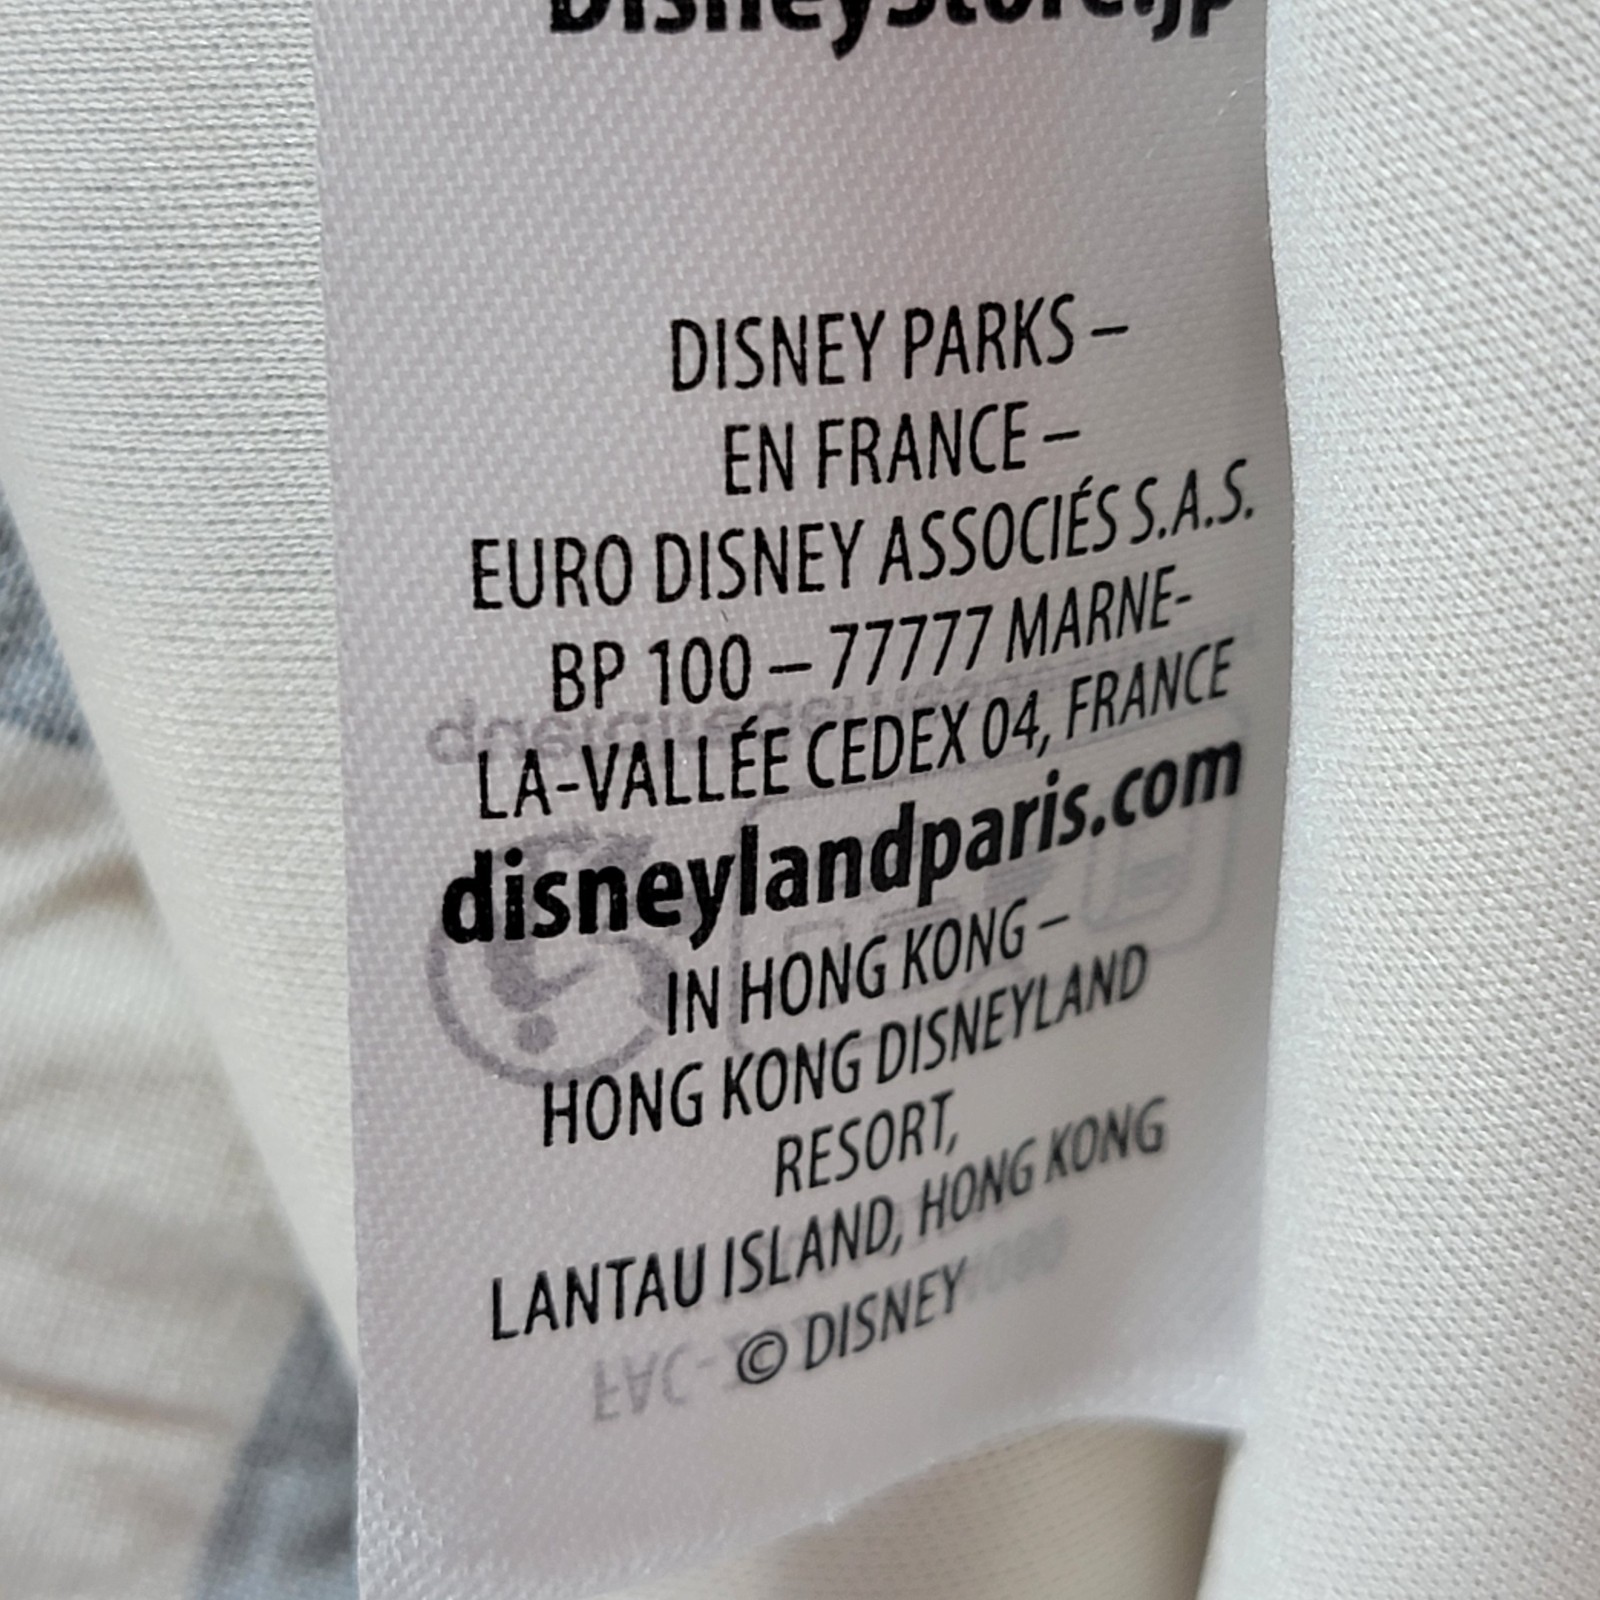 DisneyStore.jp
DISNEY PARKS –
EN FRANCE –
EURO DISNEY ASSOCIÉS S.A.S.
BP 100 – 77777 MARNE-
LA-VALLÉE CEDEX 04, FRANCE
disneylandparis.com
IN HONG KONG –
HONG KONG DISNEYLAND
RESORT,
LANTAU ISLAND, HONG KONG
© DISNEY
FAC-